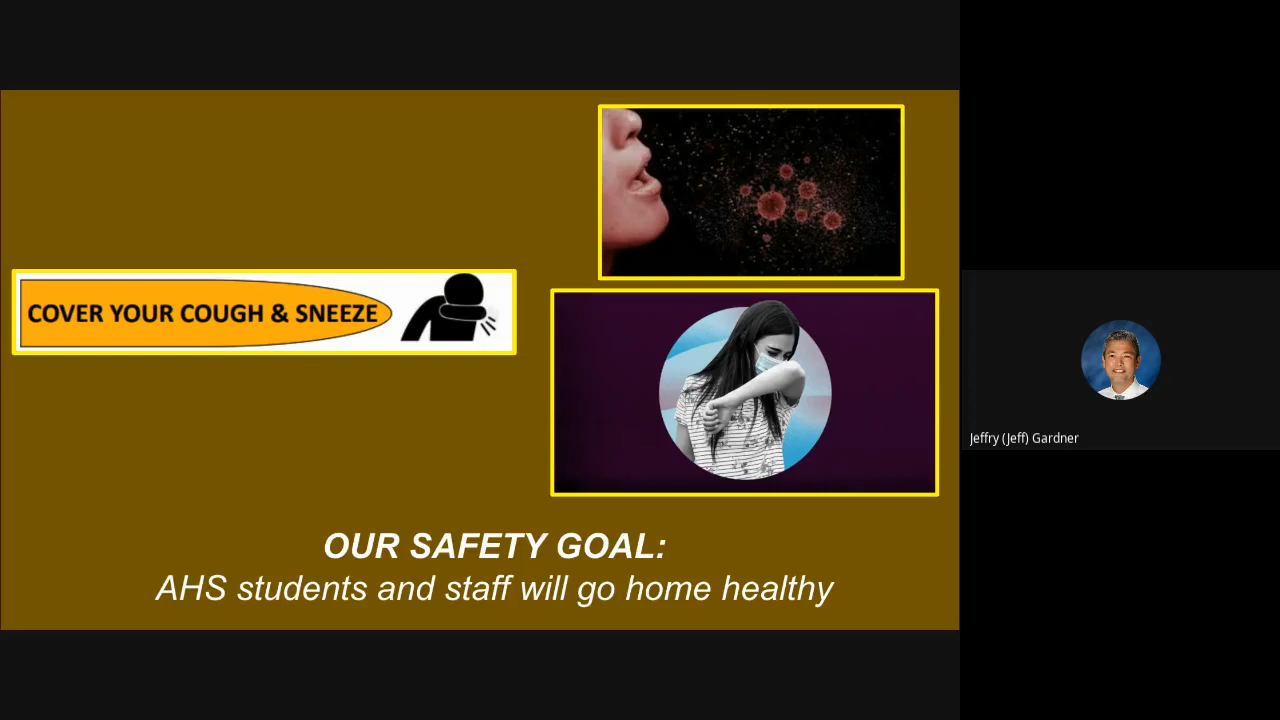 COVER YOUR COUGH & SNEEZE
OUR SAFETY GOAL:
AHS students and staff will go home healthy
Jeffry (Jeff) Gardner